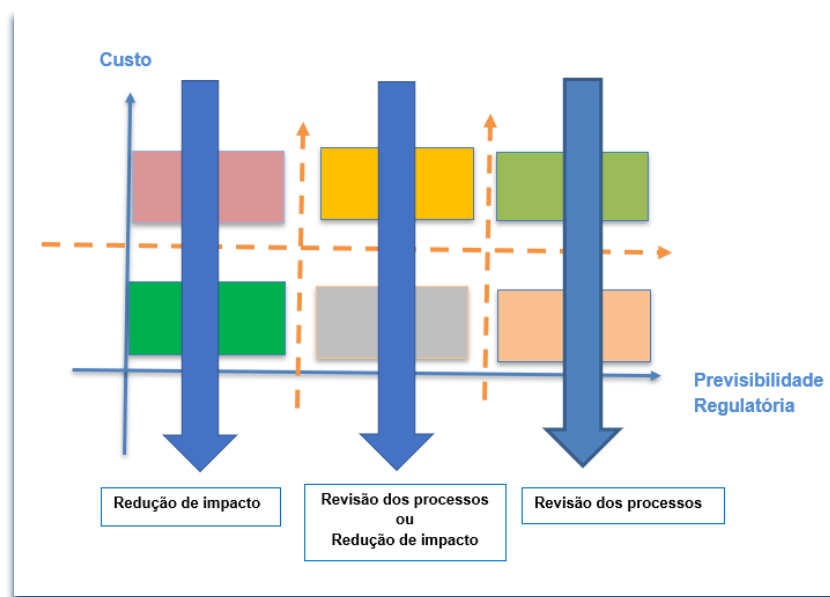 Custo
Previsibilidade
Regulatória
Redução de impacto
Revisão dos processos
ou
Redução de impacto
Revisão dos processos